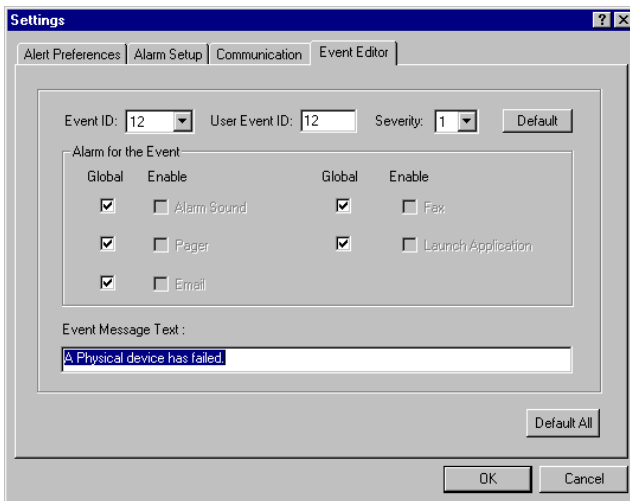 Settings
Alert Preferences Alarm Setup Communication Event Editor
Event ID: 12 User Event ID: 12 Severity: 1 Default
Alarm for the Event
Global Enable Global Enable
Alarm Sound Fax
Pager Launch Application
Email
Event Message Text :
A Physical device has failed.
Default All
OK Cancel